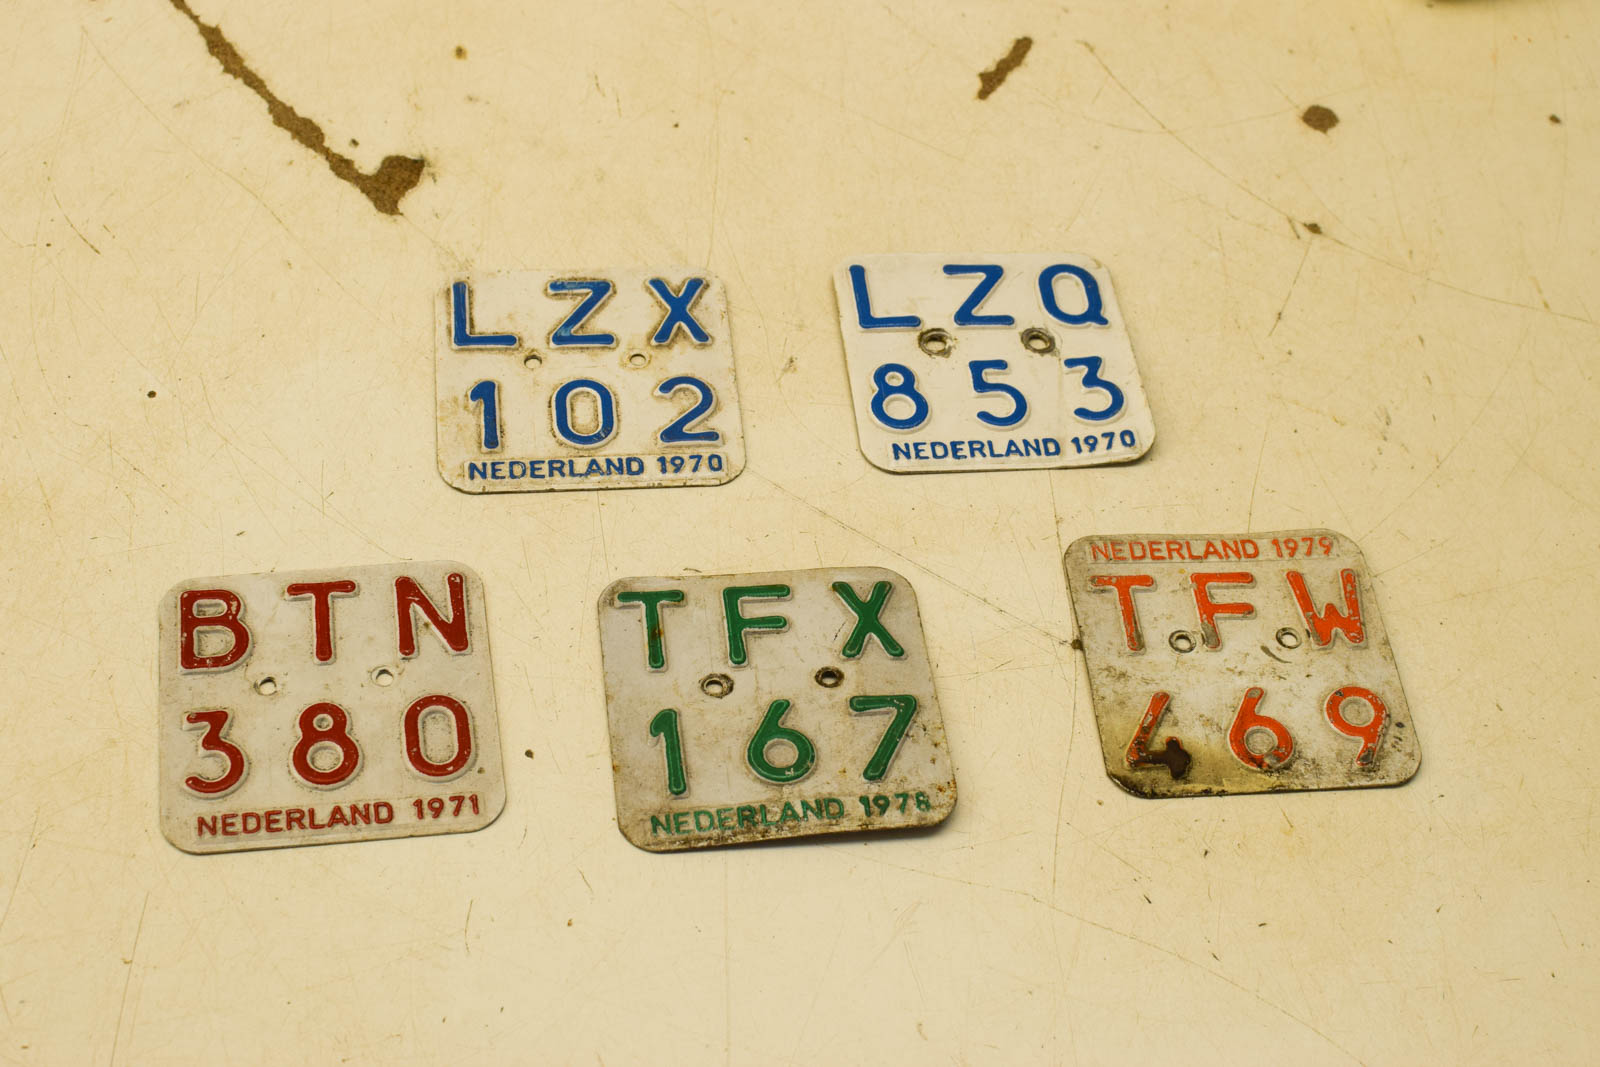 LZX
102
NEDERLAND 1970
LZQ
853
NEDERLAND 1970
BTN
380
NEDERLAND 1971
TFX
167
NEDERLAND 1978
NEDERLAND 1979
TFW
469